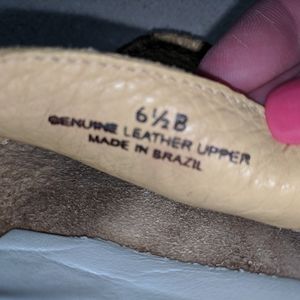 6½B
GENUINE LEATHER UPPER
MADE IN BRAZIL